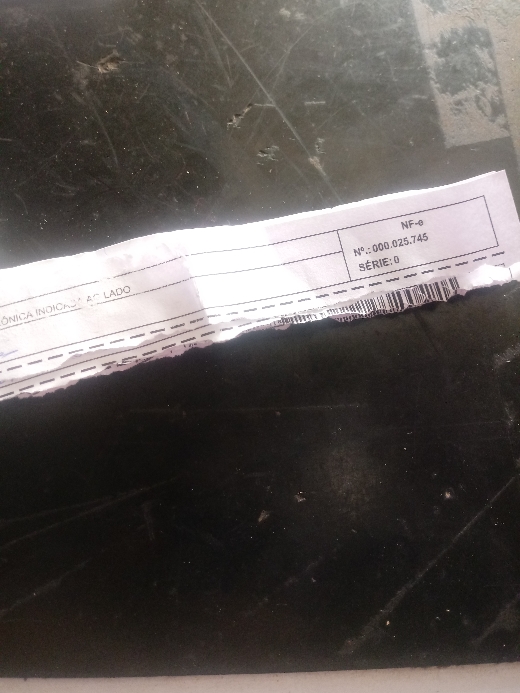 NF-e
Nº.: 000.025.745
SÉRIE: 0
ÔNICA INDICADA AO LADO